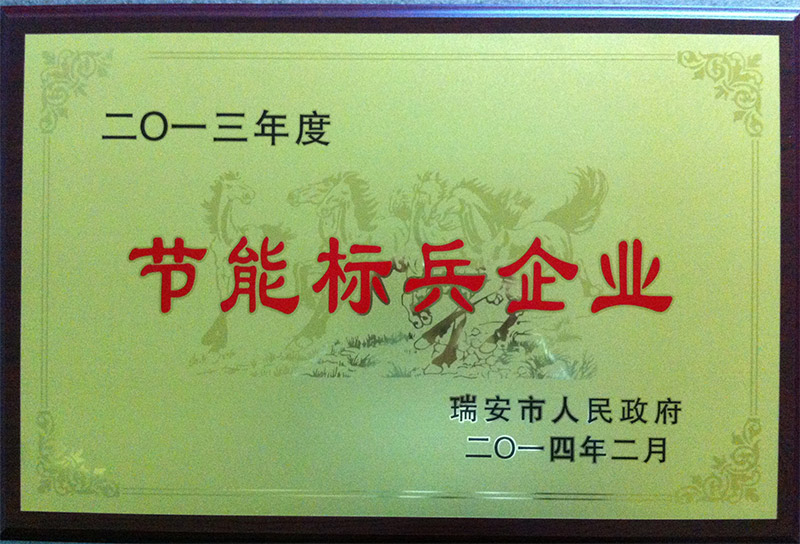 二〇一三年度
节能标兵企业
瑞安市人民政府
二〇一四年二月